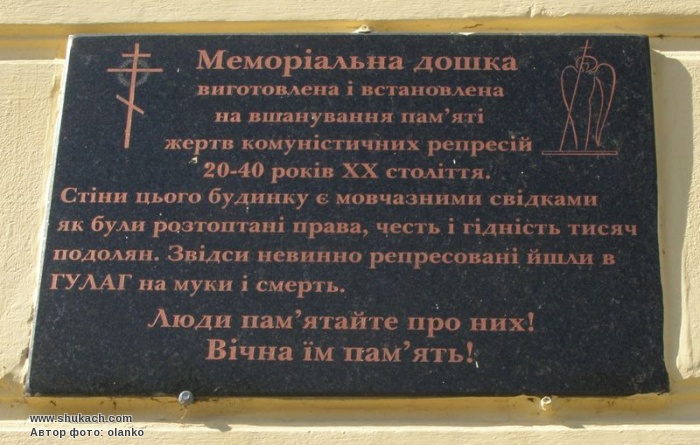 Меморіальна дошка
виготовлена і встановлена
на вшанування пам’яті
жертв комуністичних репресій
20-40 років XX століття.
Стіни цього будинку є мовчазними свідками
як були розтоптані права, честь і гідність тисяч
подолян. Звідси невинно репресовані йшли в
ГУЛАГ на муки і смерть.
Люди пам’ятайте про них!
Вічна їм пам’ять!
www.shukach.com
Автор фото: olanko